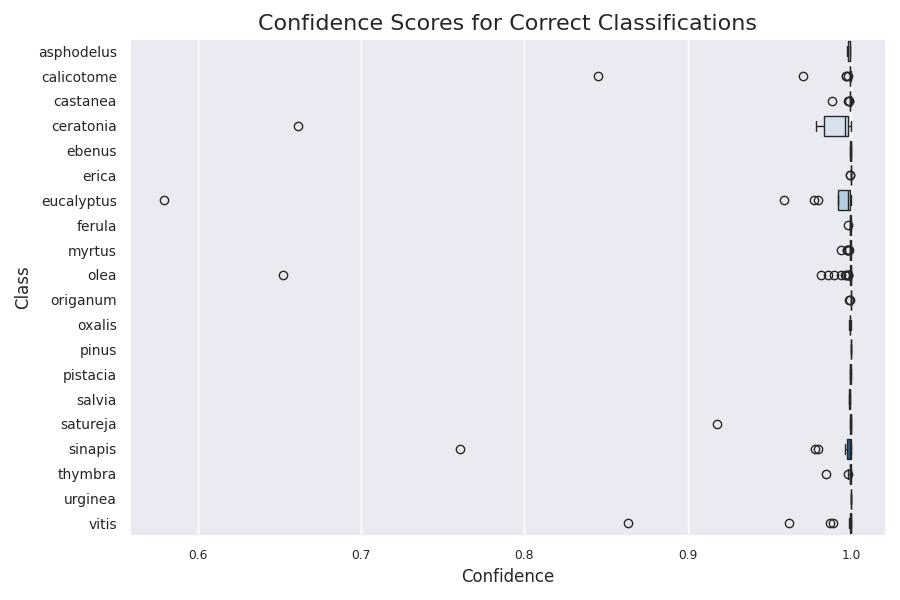 Confidence Scores for Correct Classifications
asphodelus
calicotome
castanea
ceratonia
ebenus
erica
eucalyptus
ferula
myrtus
olea
origanum
oxalis
pinus
pistacia
salvia
satureja
sinapis
thymbra
urginea
vitis
Class
0.6 0.7 0.8 0.9 1.0
Confidence